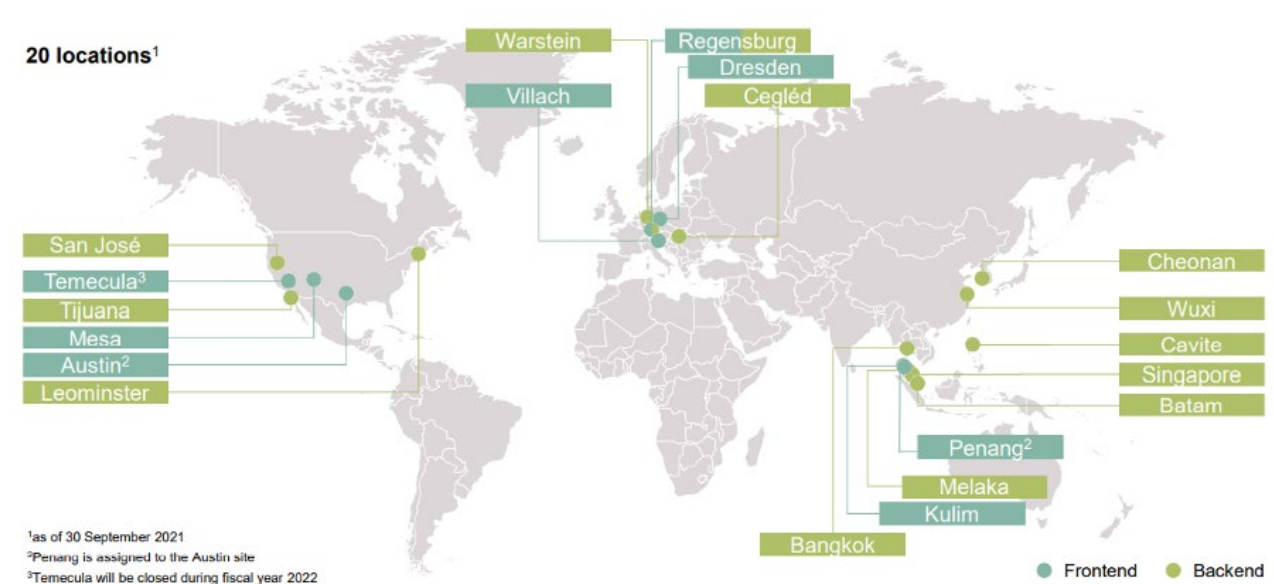 20 locations¹
Warstein
Regensburg
Dresden
Villach
Cegléd
San José
Temecula³
Tijuana
Mesa
Austin²
Leominster
Cheonan
Wuxi
Cavite
Singapore
Batam
Penang²
Melaka
Kulim
Bangkok
¹as of 30 September 2021
²Penang is assigned to the Austin site
³Temecula will be closed during fiscal year 2022
Frontend
Backend